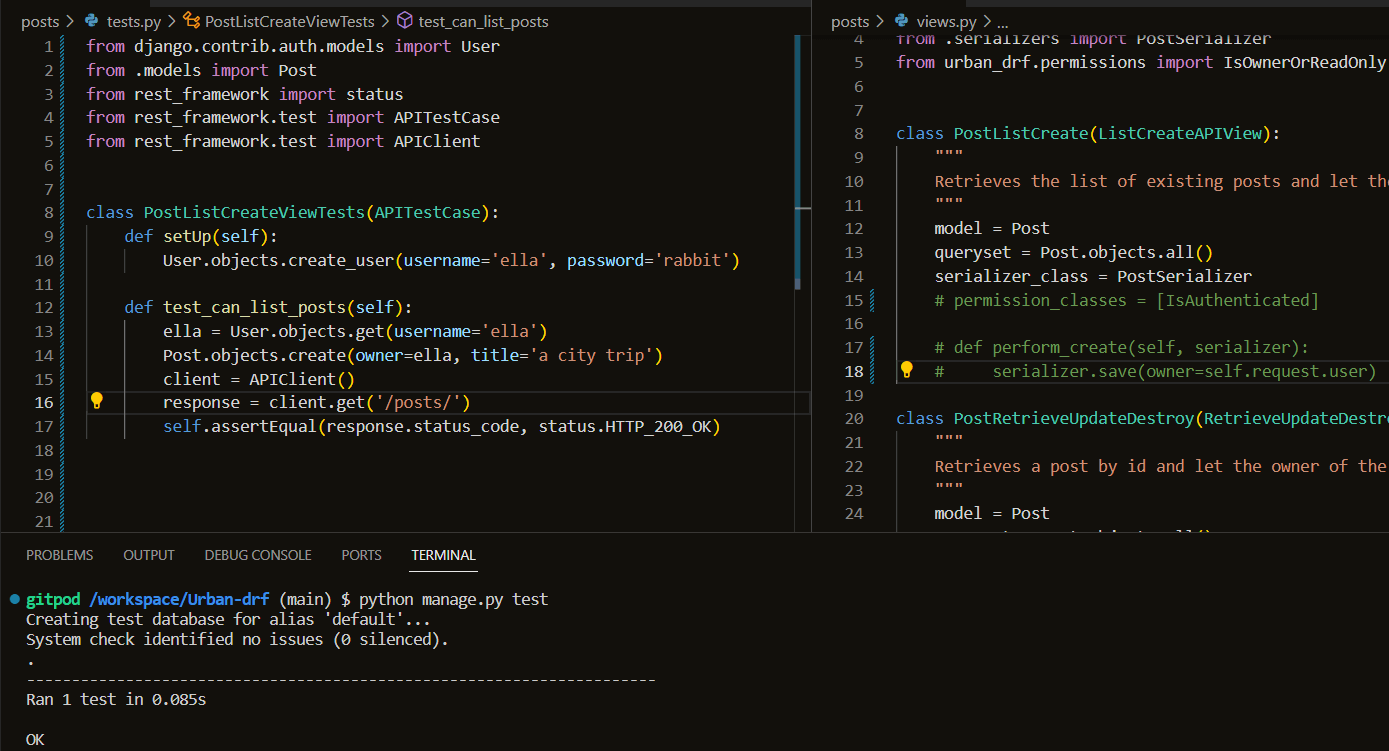 posts > tests.py > PostListCreateViewTests > test_can_list_posts
1 from django.contrib.auth.models import User
2 from .models import Post
3 from rest_framework import status
4 from rest_framework.test import APITestCase
5 from rest_framework.test import APIClient
6
7
8 class PostListCreateViewTests(APITestCase):
9 def setUp(self):
10 User.objects.create_user(username='ella', password='rabbit')
11
12 def test_can_list_posts(self):
13 ella = User.objects.get(username='ella')
14 Post.objects.create(owner=ella, title='a city trip')
15 client = APIClient()
16 response = client.get('/posts/')
17 self.assertEqual(response.status_code, status.HTTP_200_OK)
18
19
20
21
posts > views.py > ...
4 from .serializers import PostSerializer
5 from urban_drf.permissions import IsOwnerOrReadOnly
6
7
8 class PostListCreate(ListCreateAPIView):
9 """
10 Retrieves the list of existing posts and let the
11 """
12 model = Post
13 queryset = Post.objects.all()
14 serializer_class = PostSerializer
15 # permission_classes = [IsAuthenticated]
16
17 # def perform_create(self, serializer):
18 #     serializer.save(owner=self.request.user)
19
20 class PostRetrieveUpdateDestroy(RetrieveUpdateDestro
21 """
22 Retrieves a post by id and let the owner of the
23 """
24 model = Post
PROBLEMS OUTPUT DEBUG CONSOLE PORTS TERMINAL
gitpod /workspace/Urban-drf (main) $ python manage.py test
Creating test database for alias 'default'...
System check identified no issues (0 silenced).
.
----------------------------------------------------------------------
Ran 1 test in 0.085s

OK